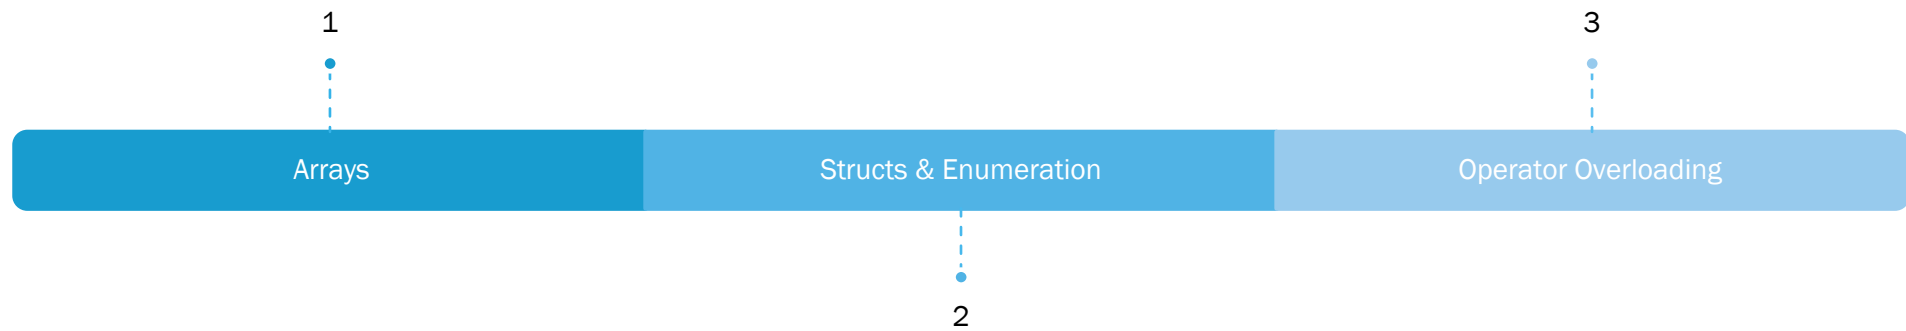 1
3
Arrays
Structs & Enumeration
Operator Overloading
2